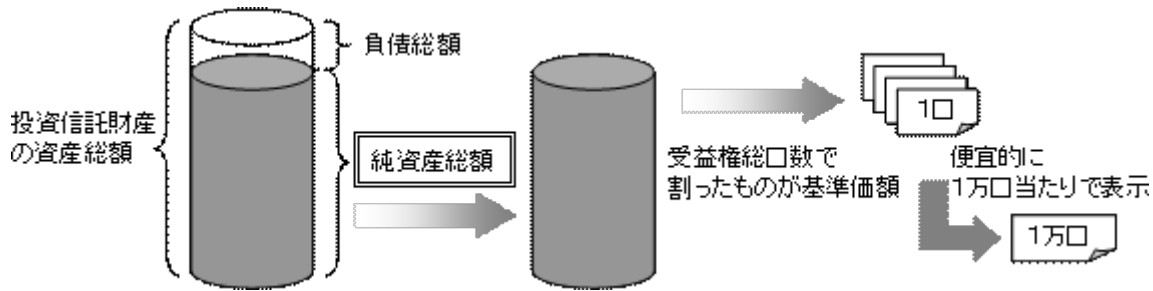 負債総額
投資信託財産
の資産総額
純資産総額
受益権総口数で
割ったものが基準価額
1口
便宜的に
1万口当たりで表示
1万口